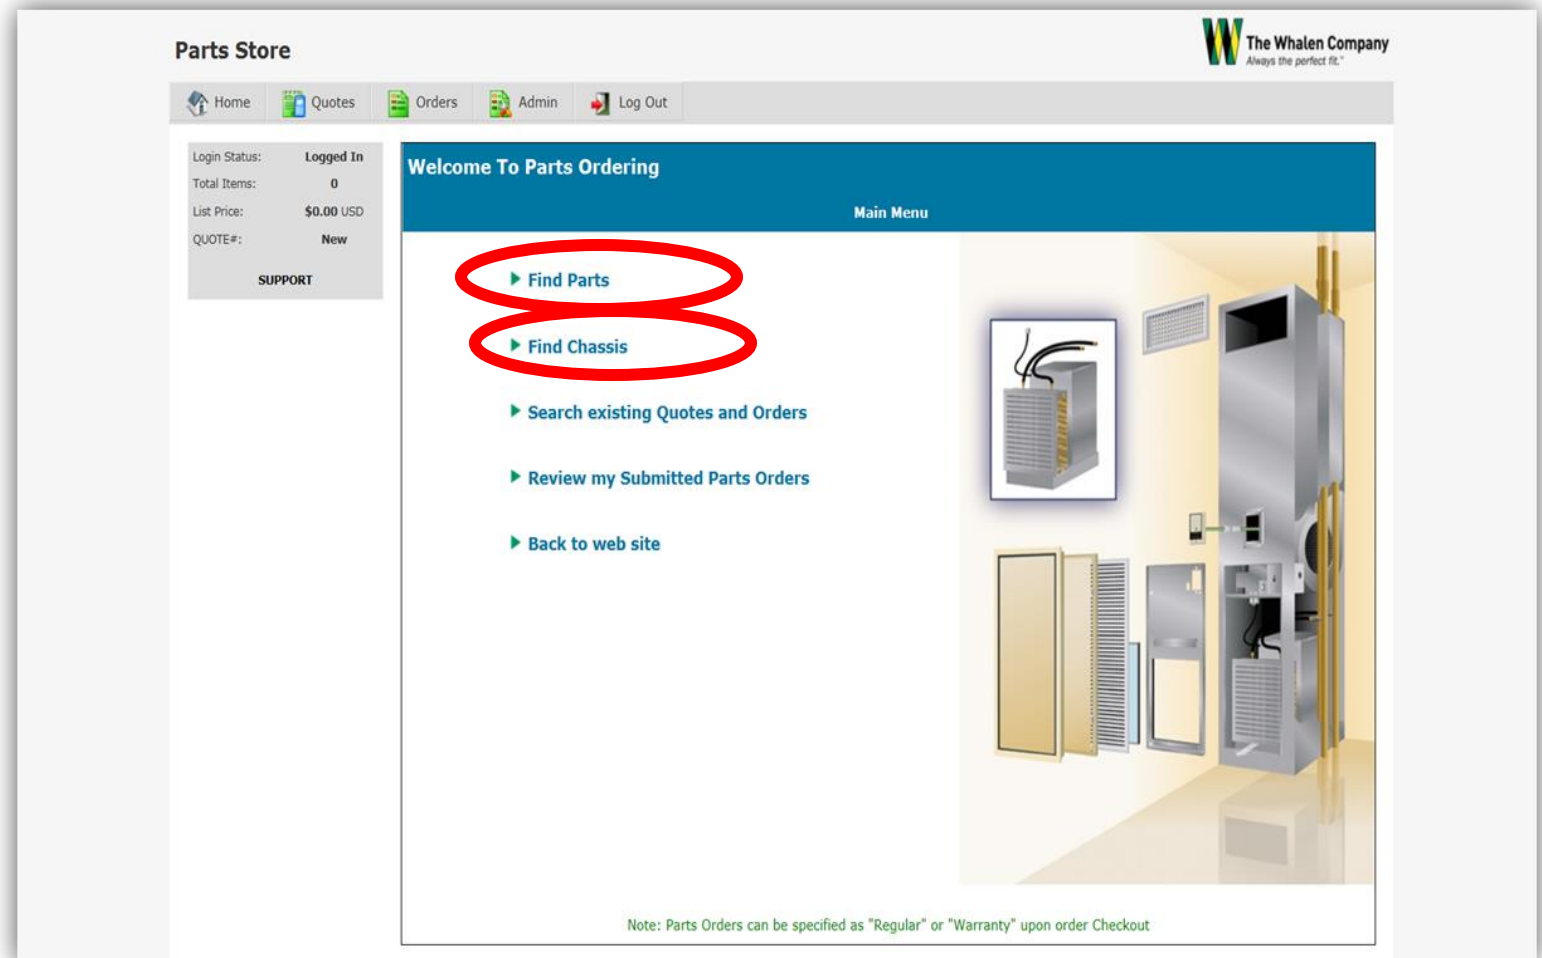 Parts Store
The Whalen Company
Always the perfect fit.™
Home Quotes Orders Admin Log Out
Login Status: Logged In
Total Items: 0
List Price: $0.00 USD
QUOTE#: New
SUPPORT
Welcome To Parts Ordering
Main Menu
Find Parts
Find Chassis
Search existing Quotes and Orders
Review my Submitted Parts Orders
Back to web site
Note: Parts Orders can be specified as "Regular" or "Warranty" upon order Checkout